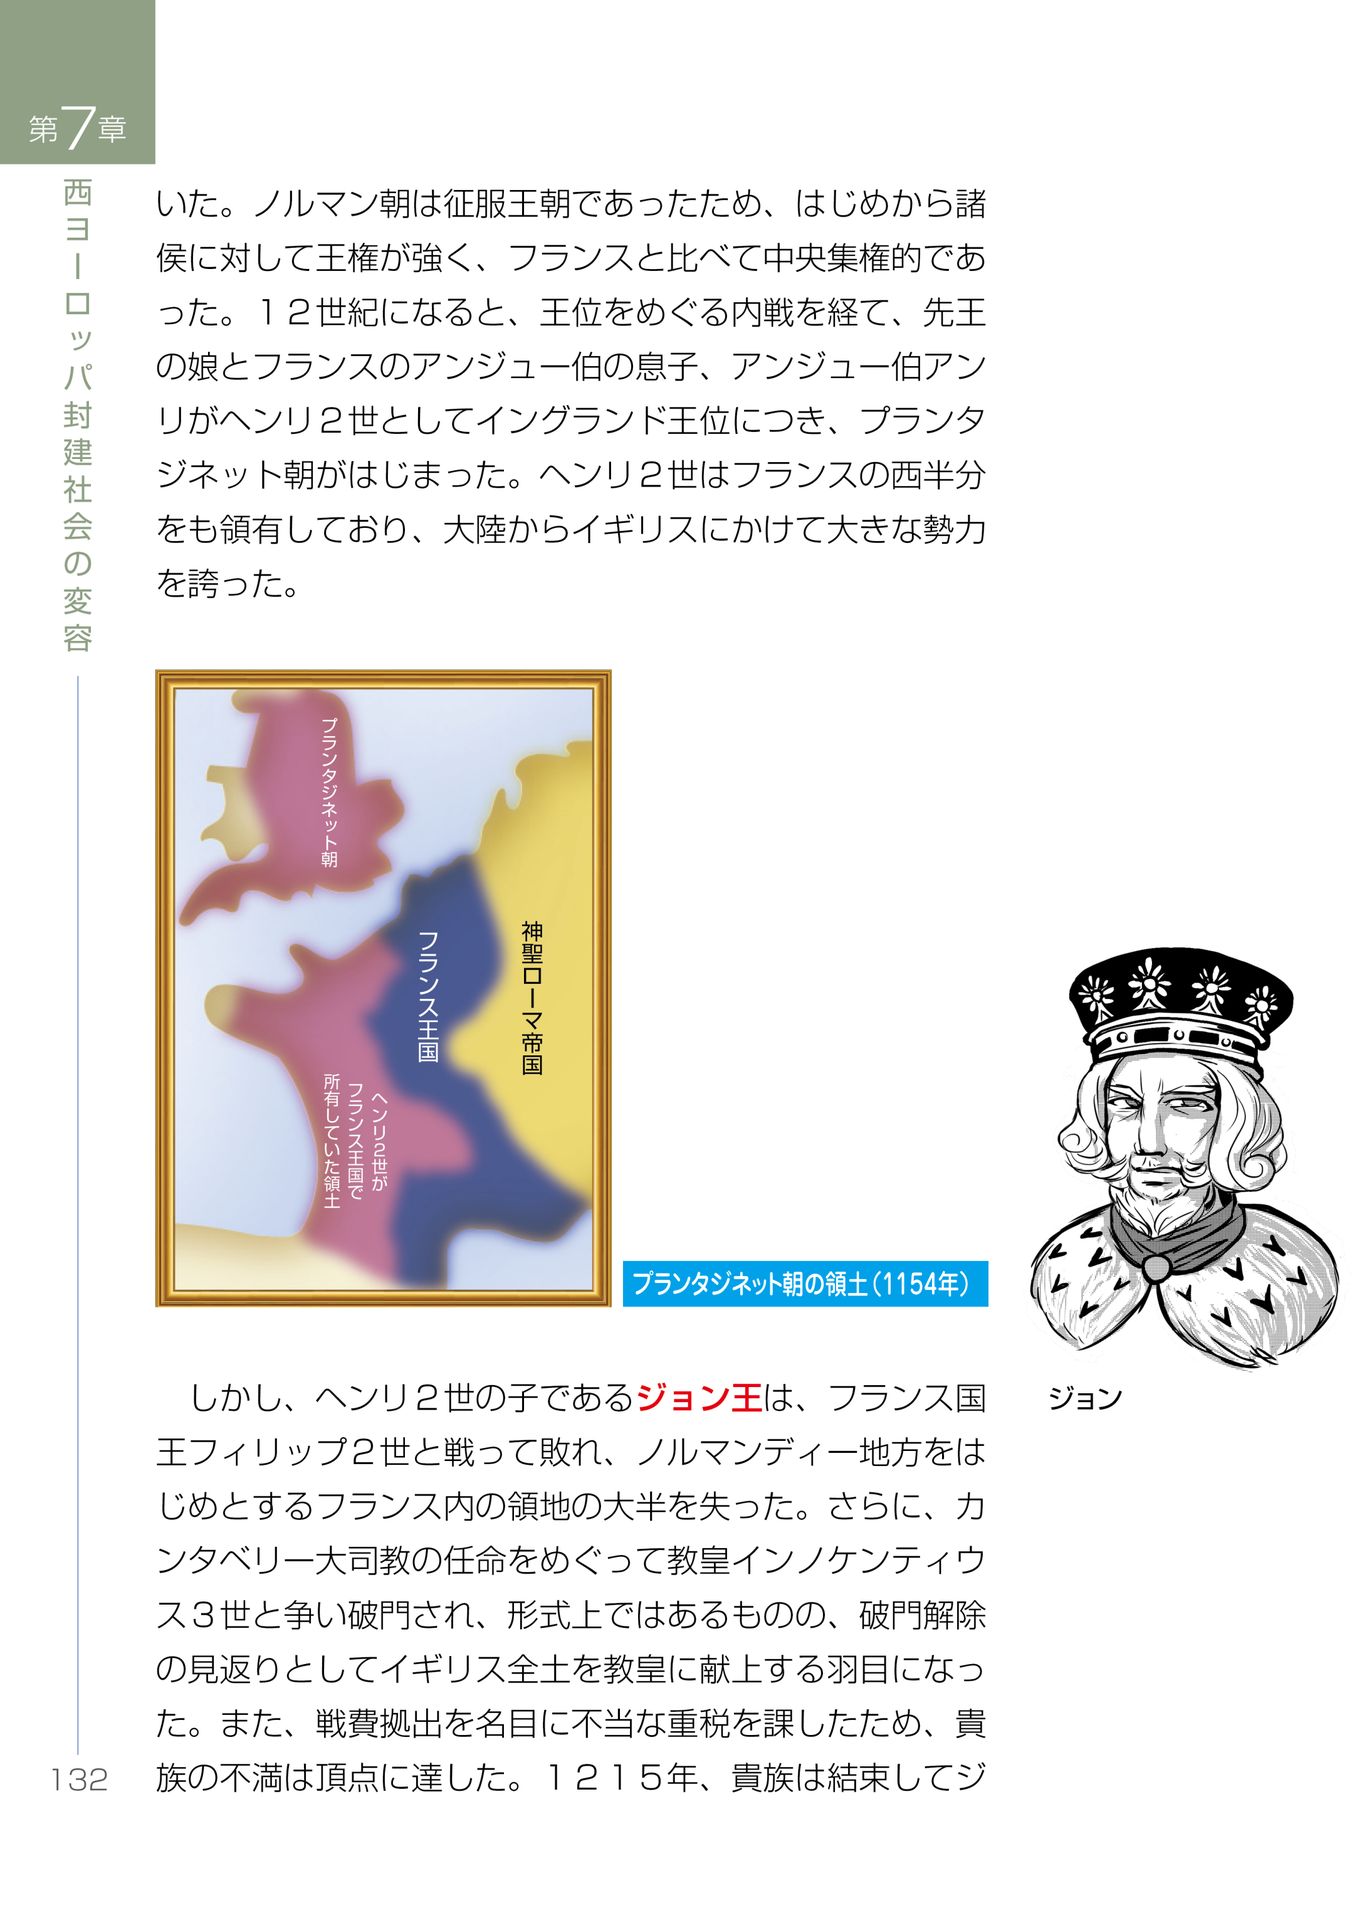 第7章
西ヨーロッパ封建社会の変容
いた。ノルマン朝は征服王朝であったため、はじめから諸
侯に対して王権が強く、フランスと比べて中央集権的であ
った。１２世紀になると、王位をめぐる内戦を経て、先王
の娘とフランスのアンジュー伯の息子、アンジュー伯アン
リがヘンリ２世としてイングランド王位につき、プランタ
ジネット朝がはじまった。ヘンリ２世はフランスの西半分
をも領有しており、大陸からイギリスにかけて大きな勢力
を誇った。
プランタジネット朝
神聖ローマ帝国
フランス王国
ヘンリ2世が
フランス王国で
所有していた領土
プランタジネット朝の領土（1154年）
ジョン
しかし、ヘンリ２世の子であるジョン王は、フランス国
王フィリップ２世と戦って敗れ、ノルマンディー地方をは
じめとするフランス内の領地の大半を失った。さらに、カ
ンタベリー大司教の任命をめぐって教皇インノケンティウ
ス３世と争い破門され、形式上ではあるものの、破門解除
の見返りとしてイギリス全土を教皇に献上する羽目になっ
た。また、戦費拠出を名目に不当な重税を課したため、貴
族の不満は頂点に達した。１２１５年、貴族は結束してジ
132